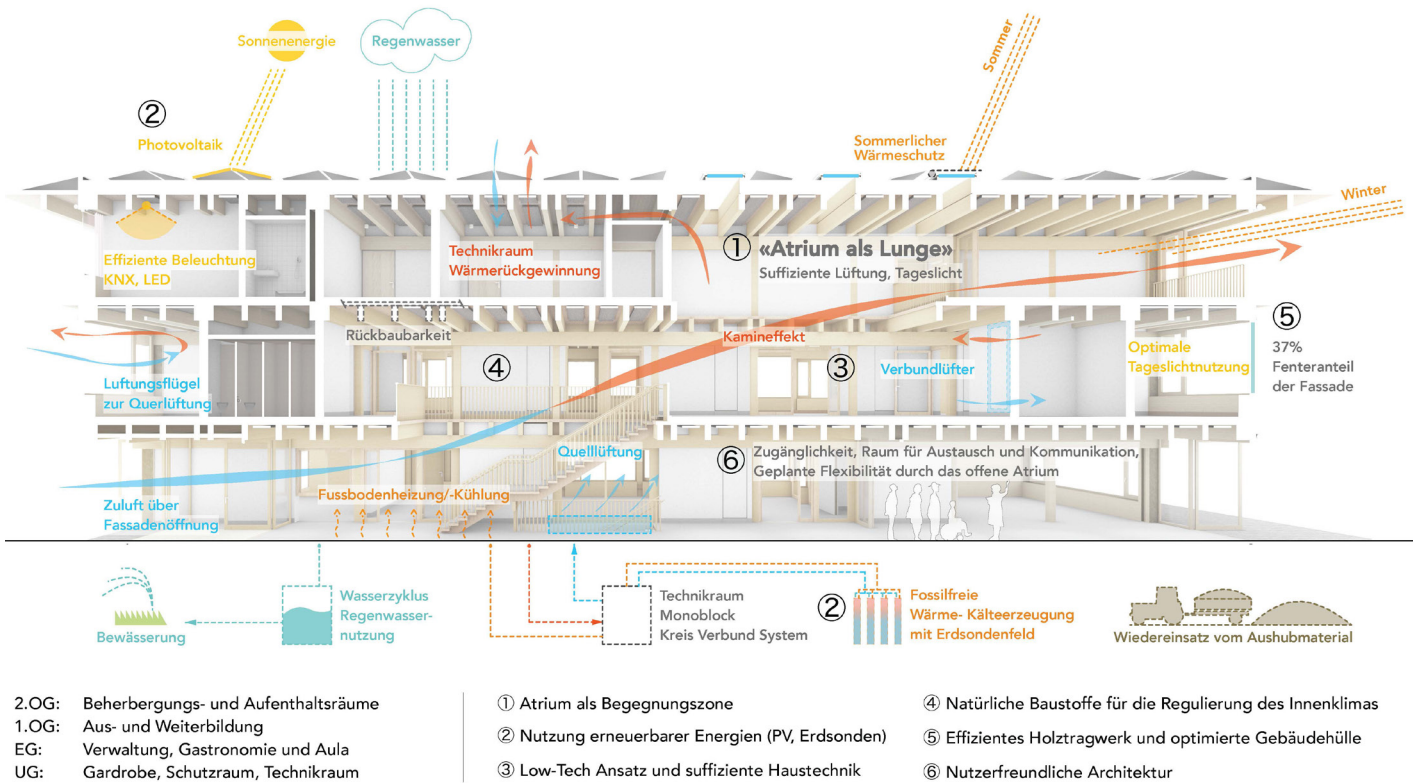 Sonnenenergie
Regenwasser
Sommer
②
Photovoltaik
Sommerlicher
Wärmeschutz
Winter
Effiziente Beleuchtung
KNX, LED
Technikraum
Wärmerückgewinnung
① «Atrium als Lunge»
Suffiziente Lüftung, Tageslicht
Rückbaubarkeit
Kamineffekt
⑤
37%
Fenteranteil
der Fassade
④
③
Verbundlüfter
Optimale
Tageslichtnutzung
Luftungsflügel
zur Querlüftung
Quelllüftung
⑥ Zugänglichkeit, Raum für Austausch und Kommunikation,
Geplante Flexibilität durch das offene Atrium
Fussbodenheizung/-Kühlung
Zuluft über
Fassadenöffnung
Bewässerung
Wasserzyklus
Regenwasser-
nutzung
Technikraum
Monoblock
Kreis Verbund System
②
Fossilfreie
Wärme- Kälteerzeugung
mit Erdsondenfeld
Wiedereinsatz vom Aushubmaterial
2.OG: Beherbergungs- und Aufenthaltsräume
1.OG: Aus- und Weiterbildung
EG: Verwaltung, Gastronomie und Aula
UG: Gardrobe, Schutzraum, Technikraum
① Atrium als Begegnungszone
② Nutzung erneuerbarer Energien (PV, Erdsonden)
③ Low-Tech Ansatz und suffiziente Haustechnik
④ Natürliche Baustoffe für die Regulierung des Innenklimas
⑤ Effizientes Holztragwerk und optimierte Gebäudehülle
⑥ Nutzerfreundliche Architektur